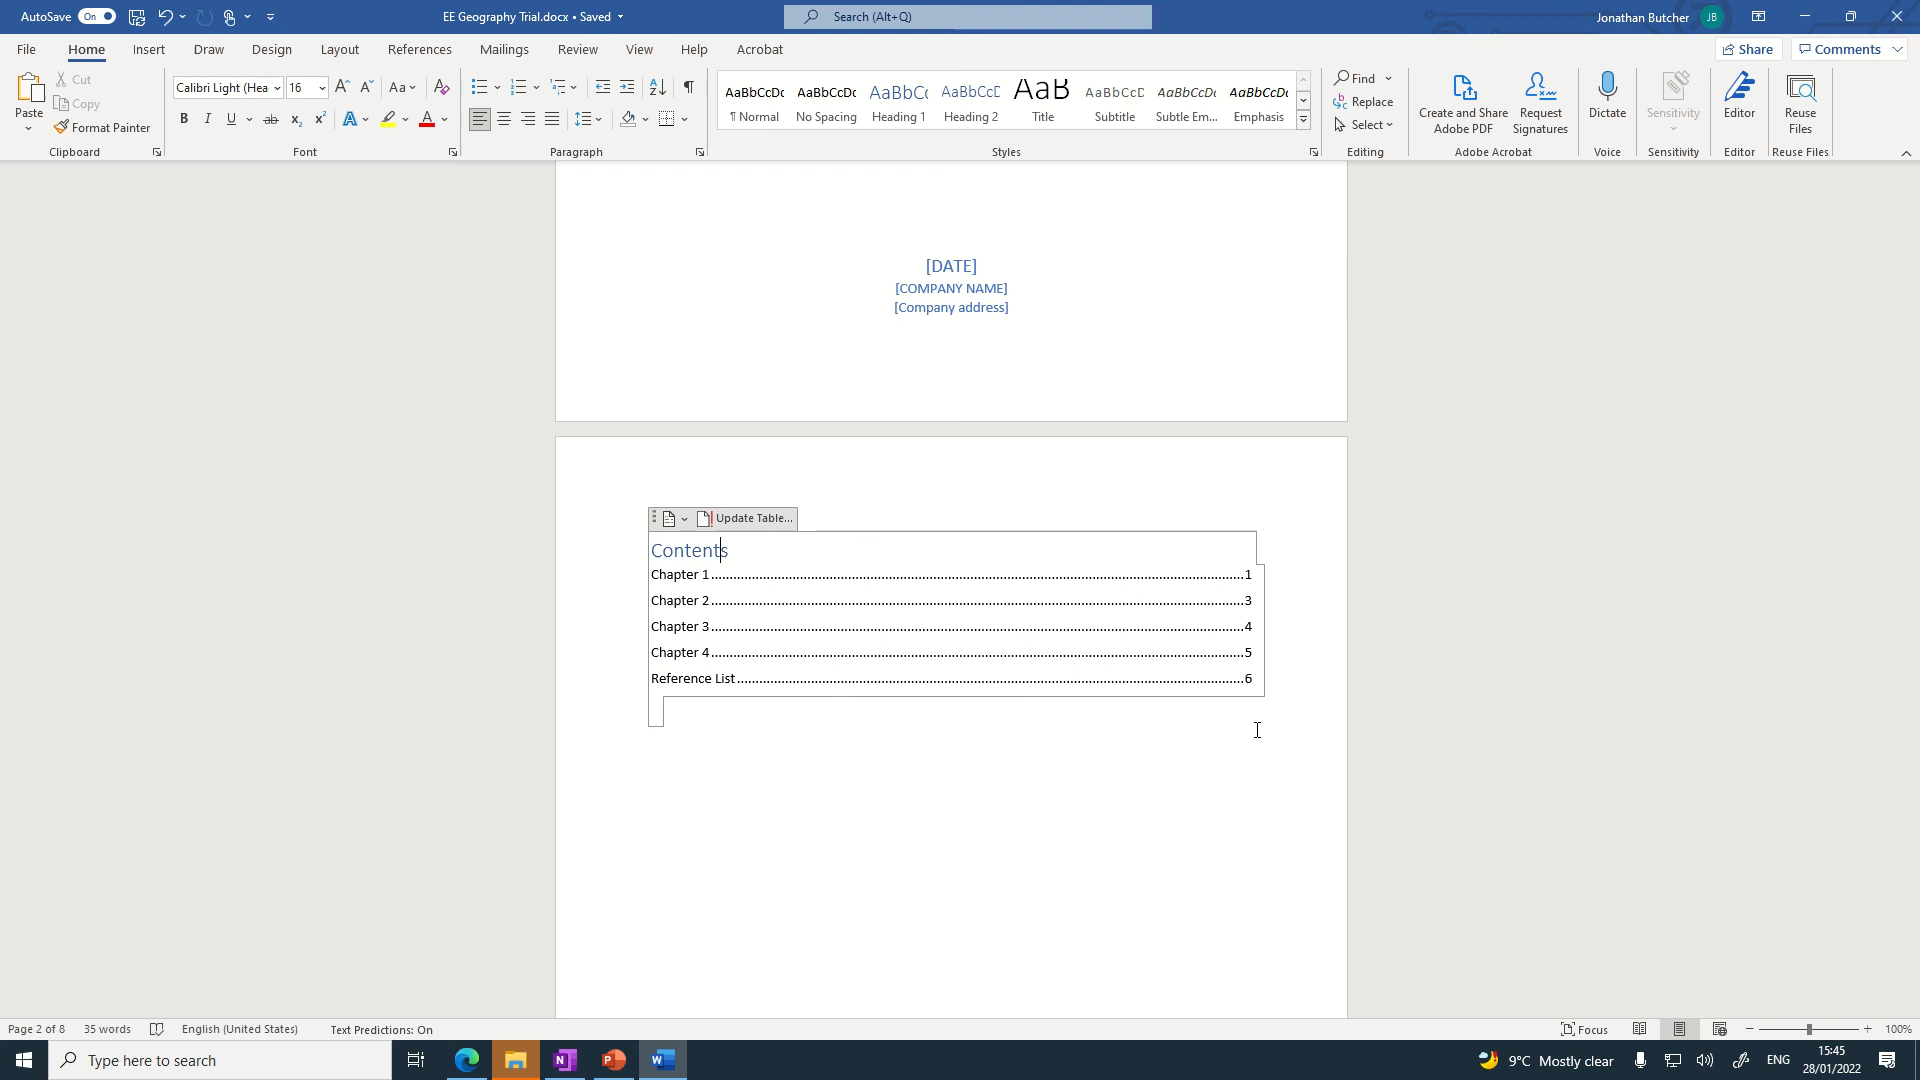 AutoSave On EE Geography Trial.docx • Saved Search (Alt+Q) Jonathan Butcher JB
File Home Insert Draw Design Layout References Mailings Review View Help Acrobat Share Comments
Paste Cut Copy Format Painter
Calibri Light (Hea 16
AaBbCcDc AaBbCcDc AaBbCc AaBbCcD AaB AaBbCcD AaBbCcDc AaBbCcDc
¶ Normal No Spacing Heading 1 Heading 2 Title Subtitle Subtle Em... Emphasis
Find
Replace
Select
Create and Share Adobe PDF
Request Signatures
Dictate
Sensitivity
Editor
Reuse Files
Clipboard Font Paragraph Styles Editing Adobe Acrobat Voice Sensitivity Editor Reuse Files
[DATE]
[COMPANY NAME]
[Company address]
Update Table...
Contents
Chapter 1 1
Chapter 2 3
Chapter 3 4
Chapter 4 5
Reference List 6
Page 2 of 8 35 words English (United States) Text Predictions: On Focus 100%
Type here to search 9°C Mostly clear ENG 15:45
28/01/2022